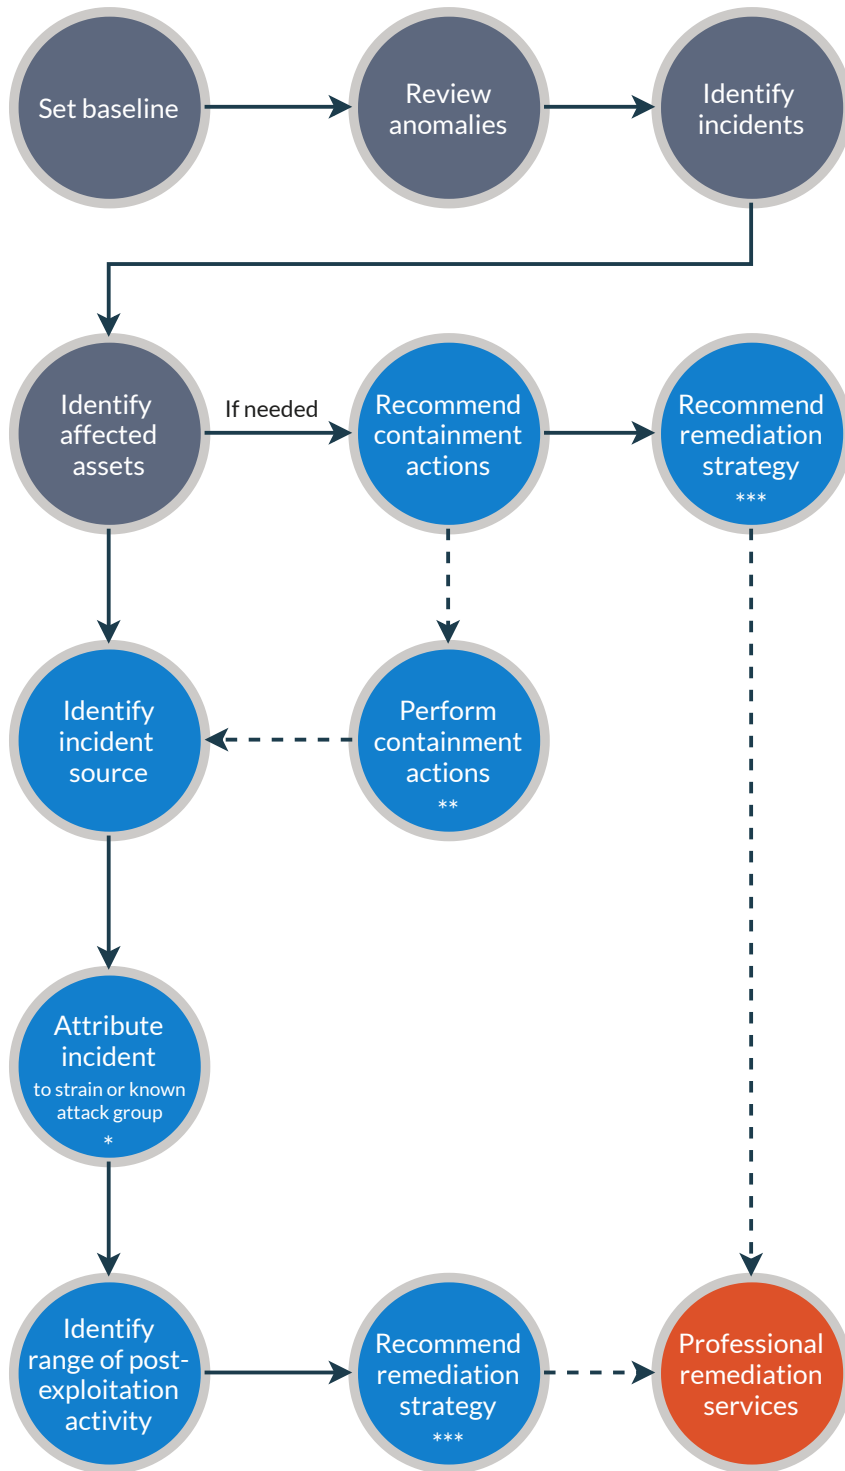 Set baseline
Review
anomalies
Identify
incidents
Identify
affected
assets
If needed
Recommend
containment
actions
Recommend
remediation
strategy
***
Identify
incident
source
Perform
containment
actions
**
Attribute
incident
to strain or known
attack group
*
Identify
range of post-
exploitation
activity
Recommend
remediation
strategy
***
Professional
remediation
services